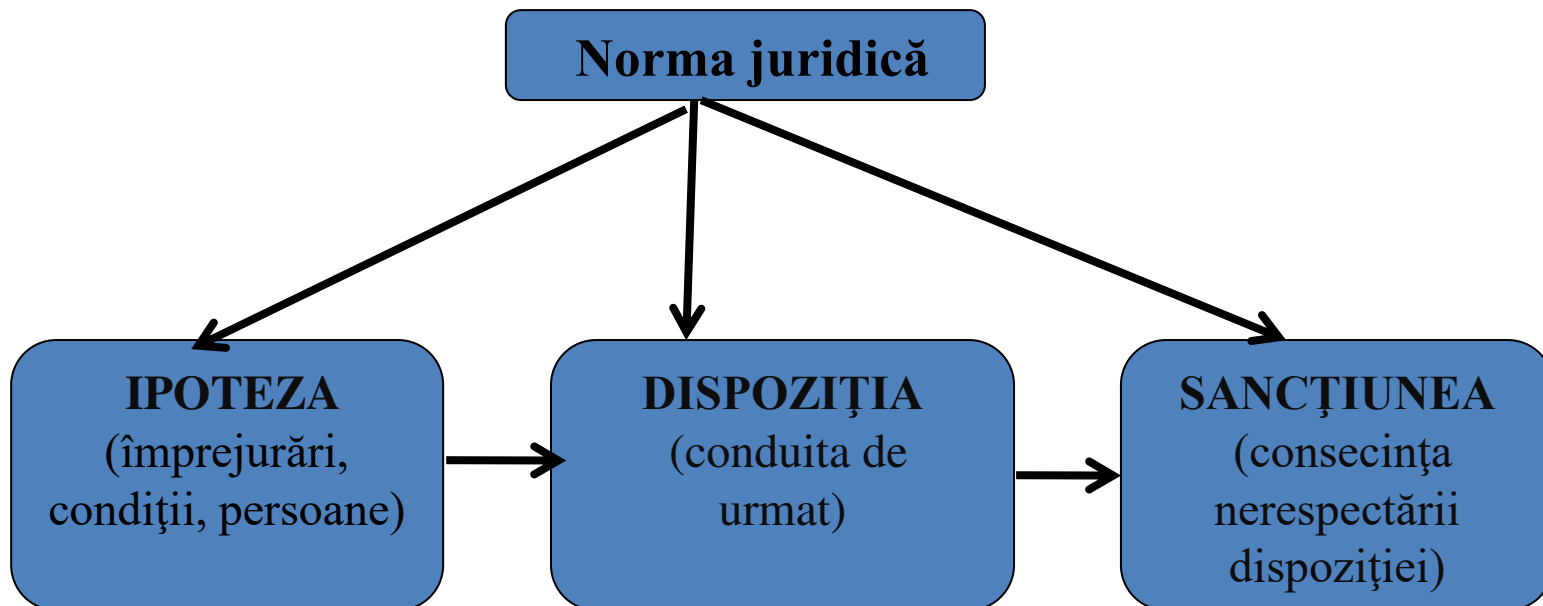 Norma juridică
IPOTEZA
(împrejurări,
condiţii, persoane)
DISPOZIŢIA
(conduita de
urmat)
SANCŢIUNEA
(consecinţa
nerespectării
dispoziţiei)